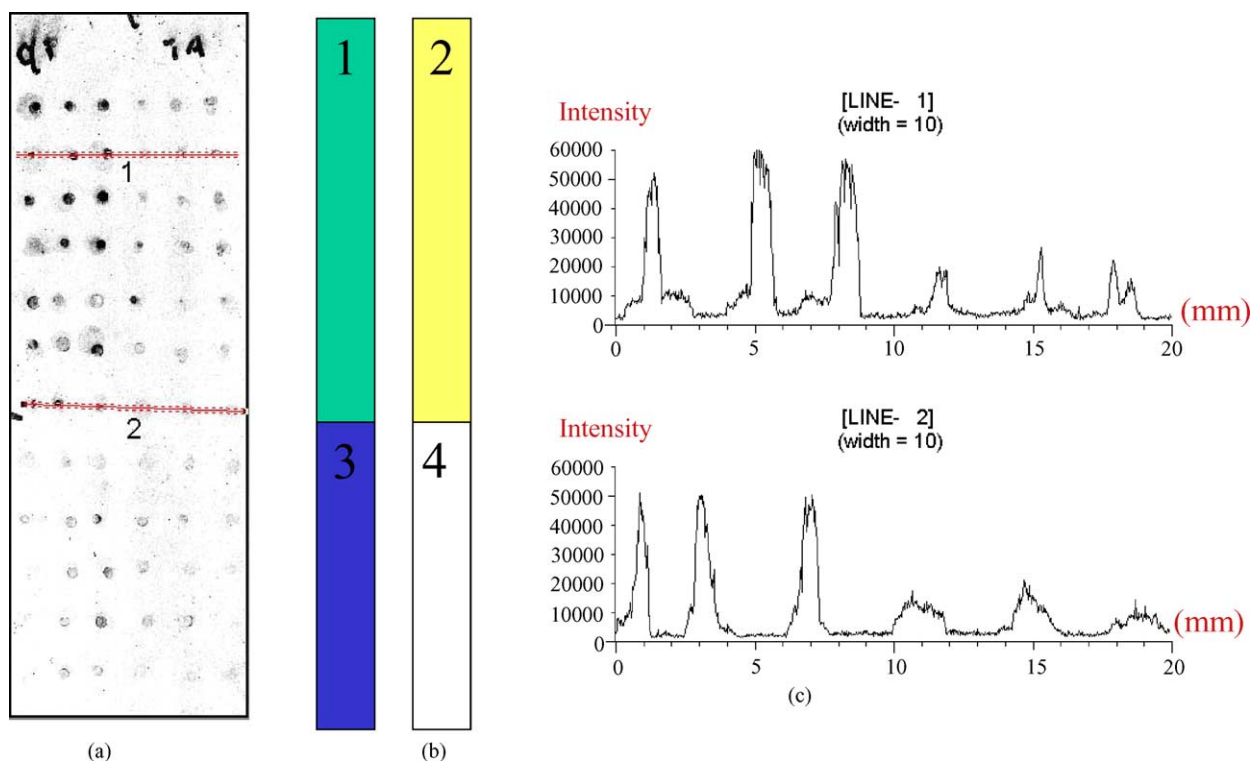 1
2
(a)
1
2
3
4
(b)
[LINE- 1]
(width = 10)
Intensity
60000
50000
40000
30000
20000
10000
0
0 5 10 15 20
(mm)
[LINE- 2]
(width = 10)
Intensity
60000
50000
40000
30000
20000
10000
0
0 5 10 15 20
(mm)
(c)